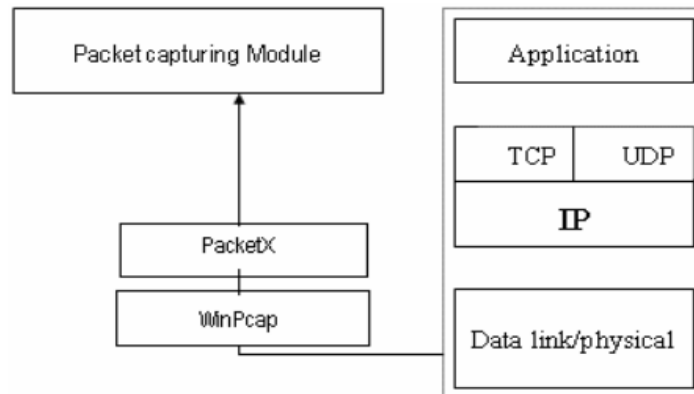 Packet capturing Module
PacketX
WinPcap
Application
TCP UDP
IP
Data link/physical